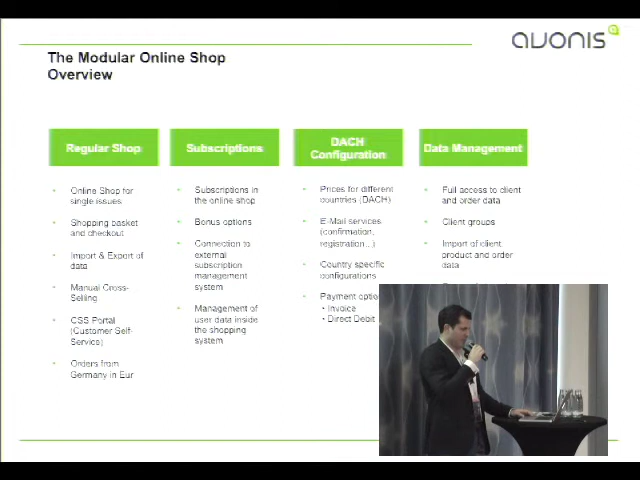 avonis
The Modular Online Shop
Overview
Regular Shop
Online Shop for
single issues
Shopping basket
and checkout
Import & Export of
data
Manual Cross-
Selling
CSS Portal
(Customer Self-
Service)
Orders from
Germany in Eur
Subscriptions
Subscriptions in
the online shop
Bonus options
Connection to
external
subscription
management
system
Management of
user data inside
the shopping
system
DACH
Configuration
Prices for different
countries (DACH)
E-Mail services
(confirmation,
registration...)
Country specific
configurations
Payment optio
• Invoice
• Direct Debit
Data Management
Full access to client
and order data
Client groups
Import of client
product and order
data